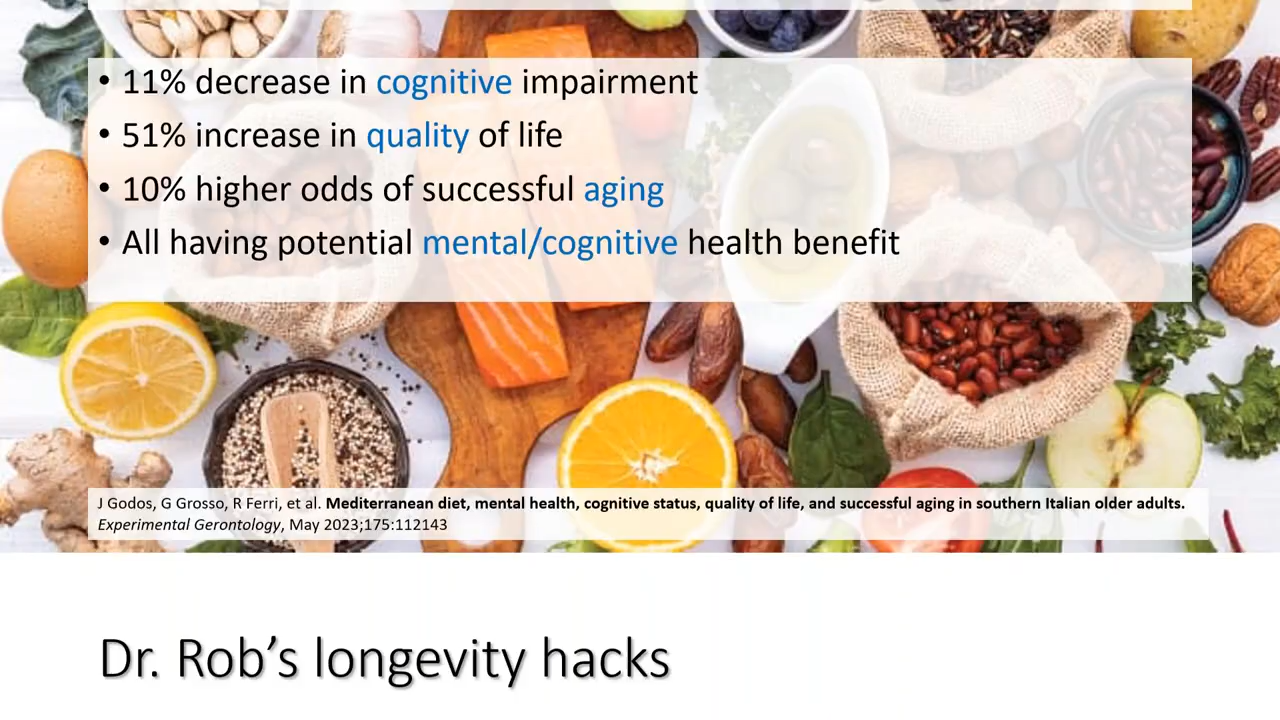 • 11% decrease in cognitive impairment
• 51% increase in quality of life
• 10% higher odds of successful aging
• All having potential mental/cognitive health benefit
J Godos, G Grosso, R Ferri, et al. Mediterranean diet, mental health, cognitive status, quality of life, and successful aging in southern Italian older adults.
Experimental Gerontology, May 2023;175:112143
Dr. Rob’s longevity hacks